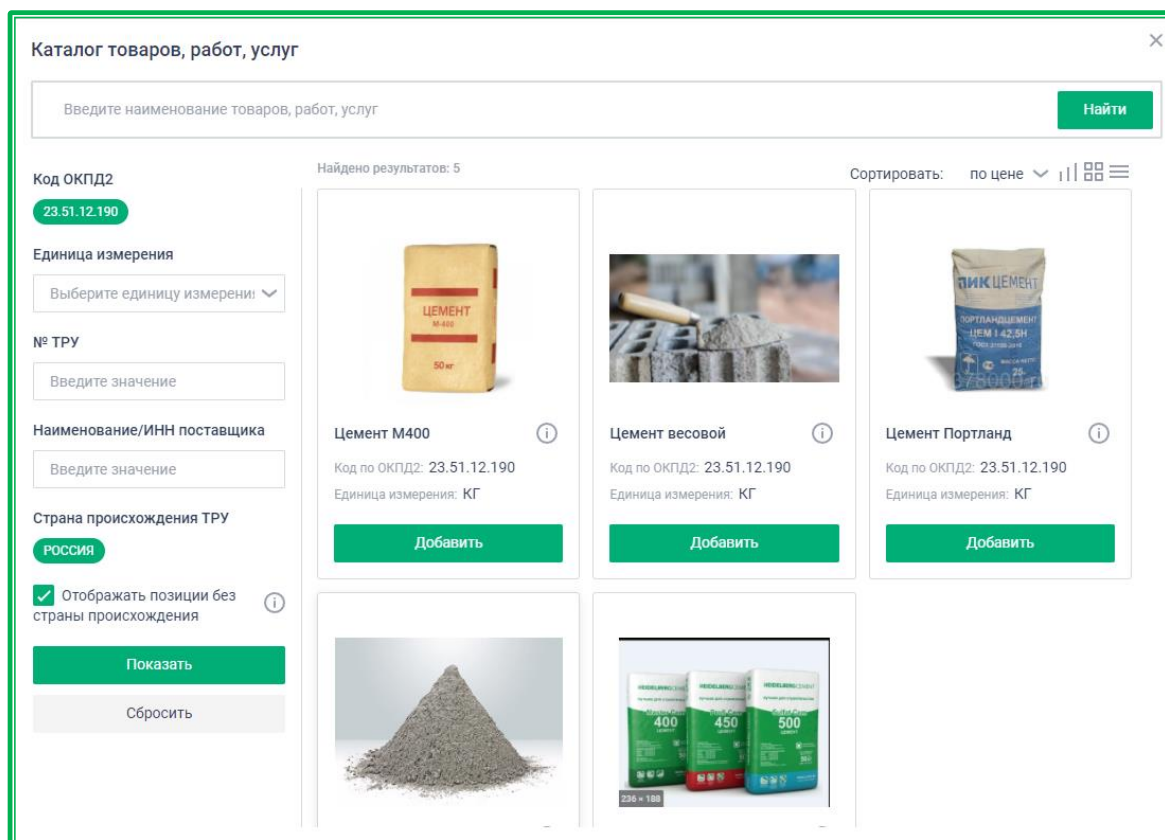 Каталог товаров, работ, услуг
Введите наименование товаров, работ, услуг
Найти
Код ОКПД2
23.51.12.190
Единица измерения
Выберите единицу измерени
№ ТРУ
Введите значение
Наименование/ИНН поставщика
Введите значение
Страна происхождения ТРУ
РОССИЯ
Отображать позиции без
страны происхождения
Показать
Сбросить
Найдено результатов: 5
Сортировать: по цене
ЦЕМЕНТ
М-400
50 кг
Цемент М400
Код по ОКПД2: 23.51.12.190
Единица измерения: КГ
Добавить
Цемент весовой
Код по ОКПД2: 23.51.12.190
Единица измерения: КГ
Добавить
ПИК ЦЕМЕНТ
ПОРТЛАНДЦЕМЕНТ
ЦЕМ I 42,5Н
Цемент Портланд
Код по ОКПД2: 23.51.12.190
Единица измерения: КГ
Добавить
HEIDELBERGCEMENT
HEIDELBERGCEMENT
HEIDELBERGCEMENT
400
450
500
236 × 188